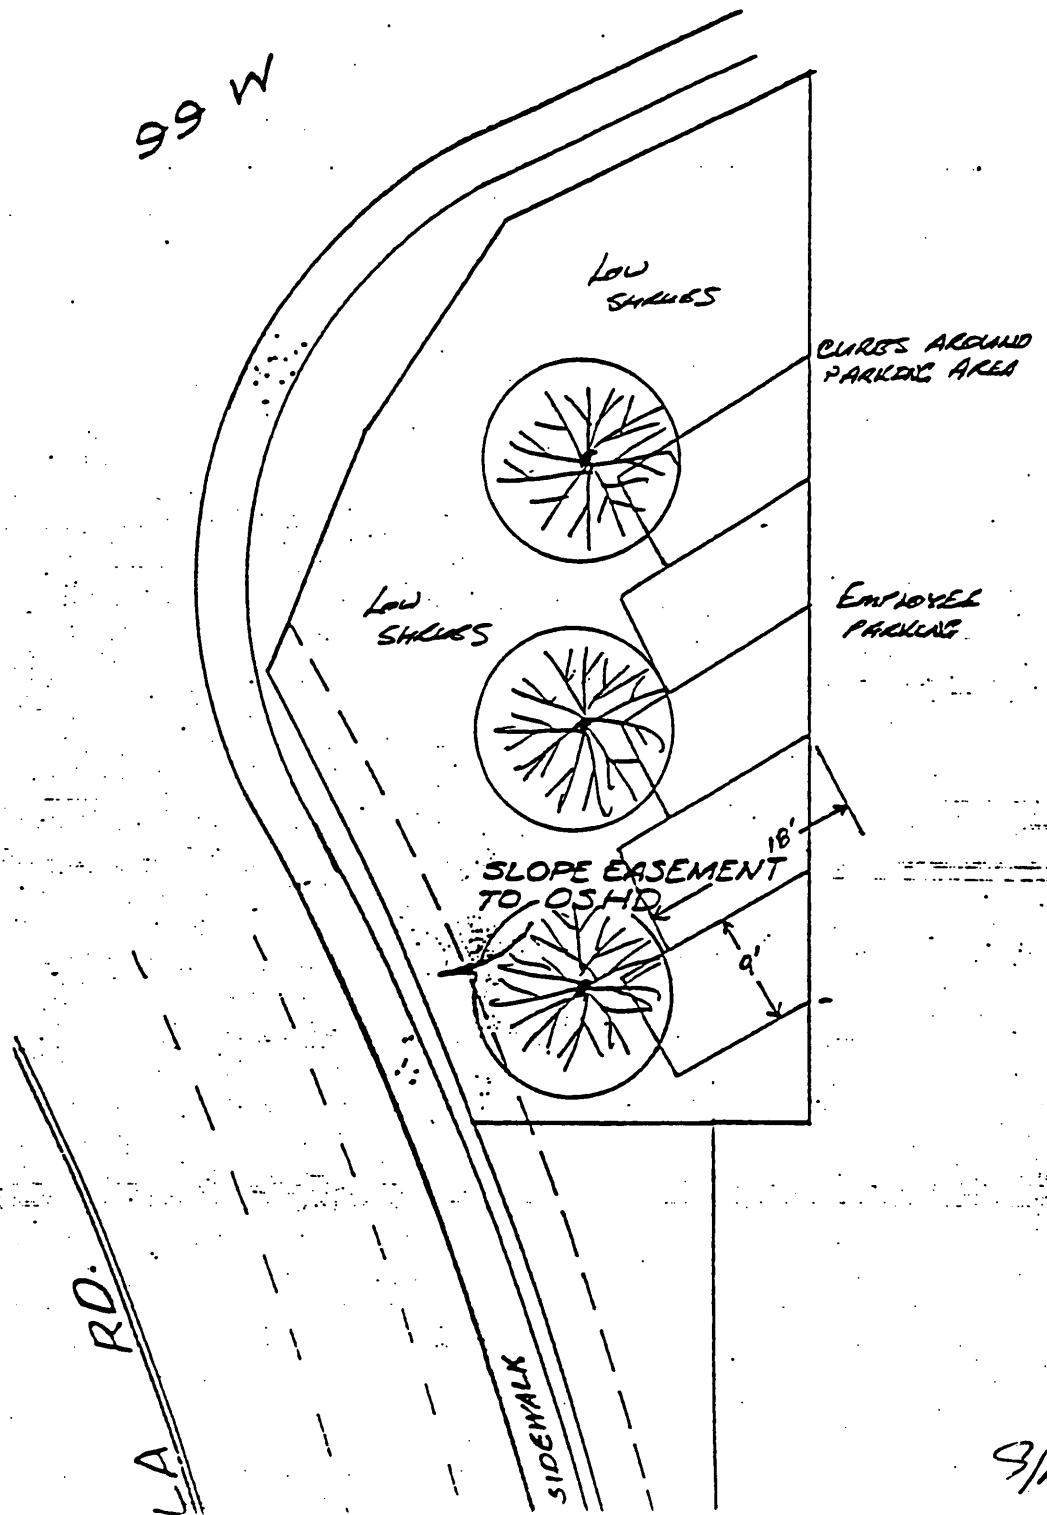 99 W
LOW
SHRUBS
CURBS AROUND
PARKING AREA
LOW
SHRUBS
EMPLOYEE
PARKING
18'
SLOPE EASEMENT
TO OSHD
9'
RD.
LA
SIDEWALK